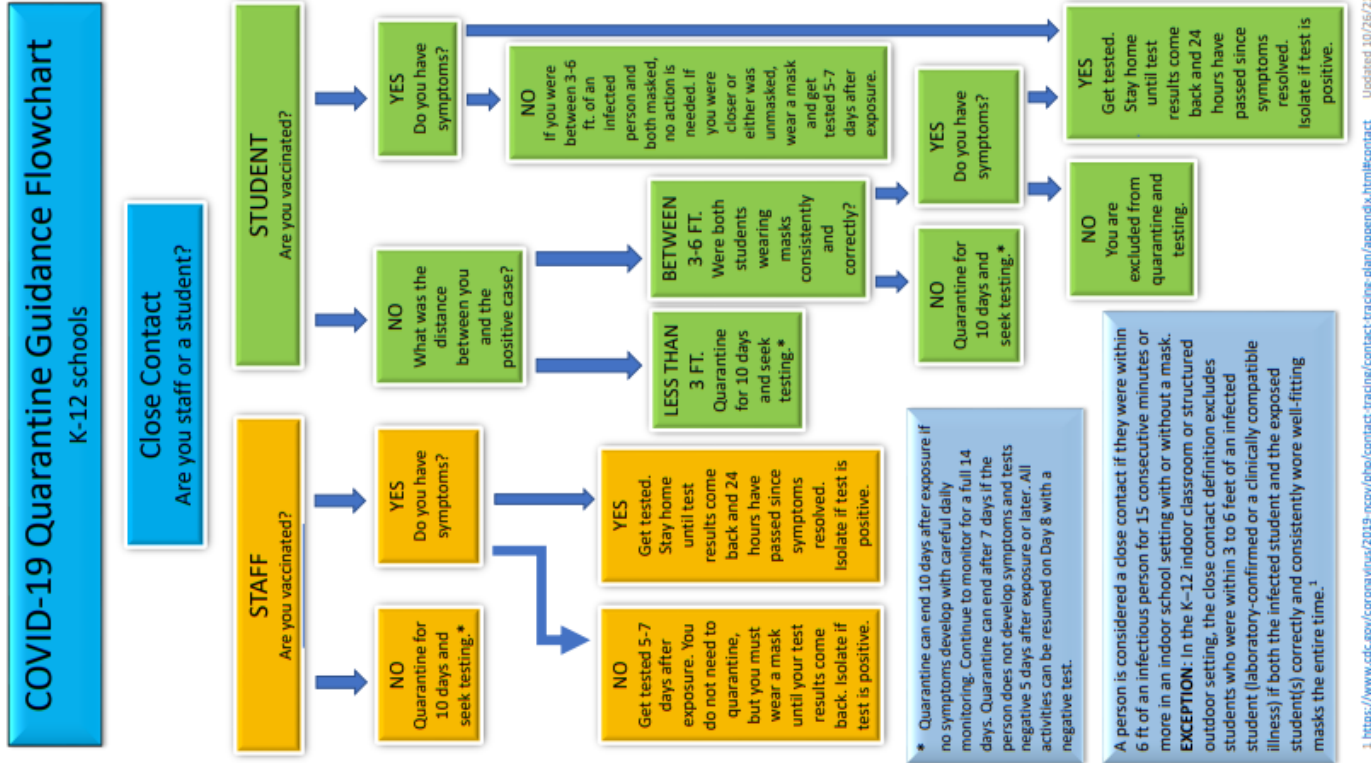 COVID-19 Quarantine Guidance Flowchart
K-12 schools
Close Contact
Are you staff or a student?
STAFF
Are you vaccinated?
NO
Quarantine for
10 days and
seek testing.*
YES
Do you have
symptoms?
NO
Get tested 5-7
days after
exposure. You
do not need to
quarantine,
but you must
wear a mask
until your test
results come
back. Isolate if
test is positive.
YES
Get tested.
Stay home
until test
results come
back and 24
hours have
passed since
symptoms
resolved.
Isolate if test is
positive.
STUDENT
Are you vaccinated?
NO
What was the
distance
between you
and the
positive case?
YES
Do you have
symptoms?
NO
If you were
between 3-6
ft. of an
infected
person and
both masked,
no action is
needed. If
you were
closer or
either was
unmasked,
wear a mask
and get
tested 5-7
days after
exposure.
LESS THAN
3 FT.
Quarantine
for 10 days
and seek
testing.*
BETWEEN
3-6 FT.
Were both
students
wearing
masks
consistently
and
correctly?
NO
Quarantine for
10 days and
seek testing.*
YES
Do you have
symptoms?
NO
You are
excluded from
quarantine and
testing.
YES
Get tested.
Stay home
until test
results come
back and 24
hours have
passed since
symptoms
resolved.
Isolate if test is
positive.
* Quarantine can end 10 days after exposure if
no symptoms develop with careful daily
monitoring. Continue to monitor for a full 14
days. Quarantine can end after 7 days if the
person does not develop symptoms and tests
negative 5 days after exposure or later. All
activities can be resumed on Day 8 with a
negative test.
A person is considered a close contact if they were within
6 ft of an infectious person for 15 consecutive minutes or
more in an indoor school setting with or without a mask.
EXCEPTION: In the K–12 indoor classroom or structured
outdoor setting, the close contact definition excludes
students who were within 3 to 6 feet of an infected
student (laboratory-confirmed or a clinically compatible
illness) if both the infected student and the exposed
student(s) correctly and consistently wore well-fitting
masks the entire time.1
1 https://www.cdc.gov/coronavirus/2019-ncov/php/contact-tracing/contact-tracing-plan/appendix.html#contact Updated 10/26/2